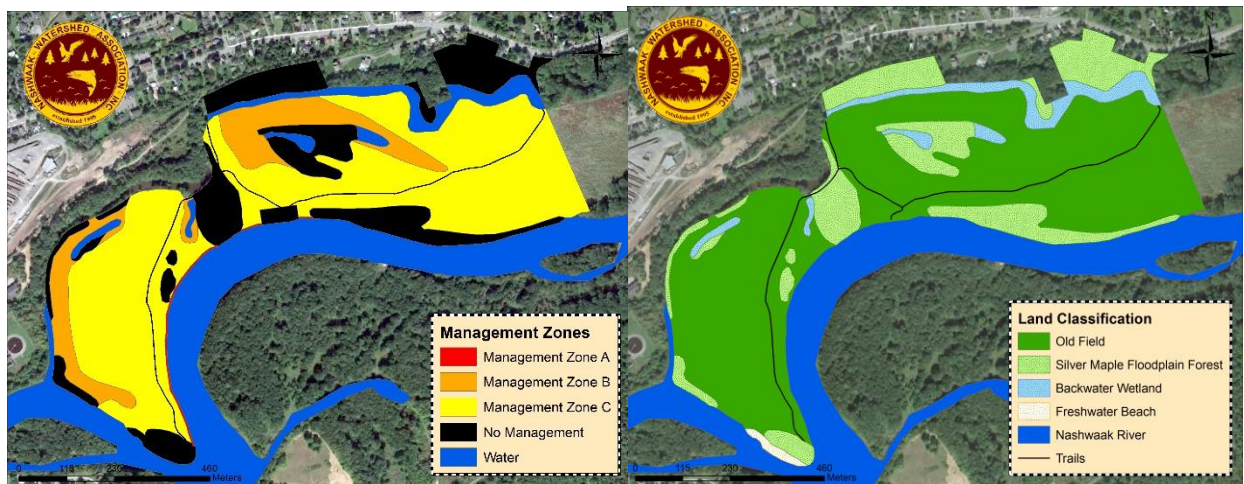 NASHWAAK WATERSHED ASSOCIATION INC.
established 1995
N
Management Zones
Management Zone A
Management Zone B
Management Zone C
No Management
Water
0 115 230 460
Meters
NASHWAAK WATERSHED ASSOCIATION INC.
established 1995
N
Land Classification
Old Field
Silver Maple Floodplain Forest
Backwater Wetland
Freshwater Beach
Nashwaak River
Trails
0 115 230 460
Meters